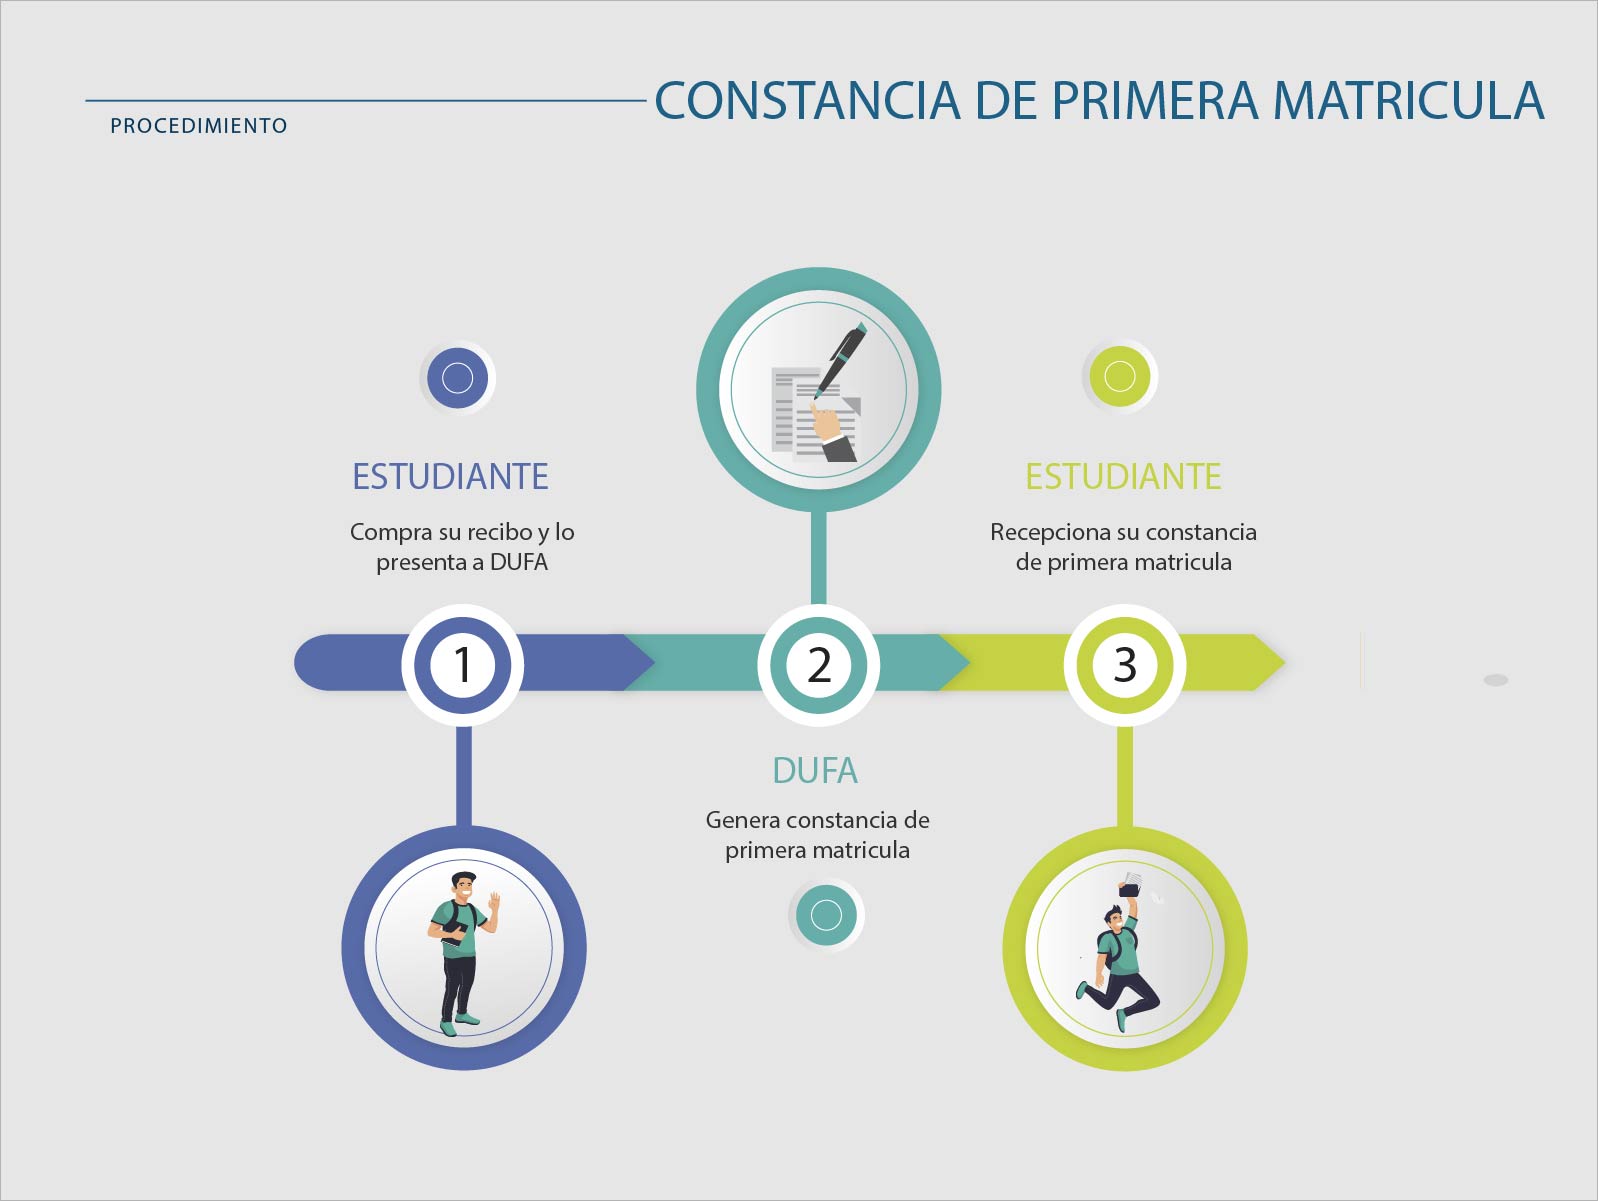 CONSTANCIA DE PRIMERA MATRICULA
PROCEDIMIENTO
ESTUDIANTE
Compra su recibo y lo
presenta a DUFA
1
2
DUFA
Genera constancia de
primera matricula
ESTUDIANTE
Recepciona su constancia
de primera matricula
3